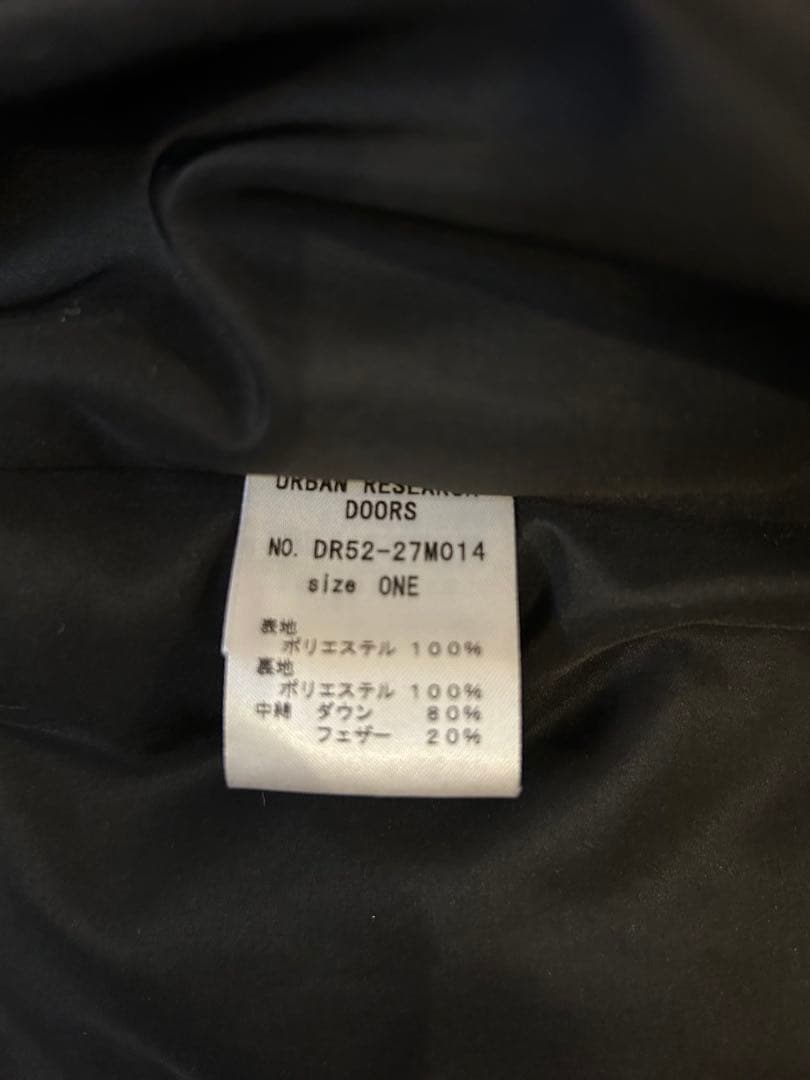 URBAN RESEARCH
DOORS
NO. DR52-27M014
size ONE
表地
ポリエステル 100%
裏地
ポリエステル 100%
中綿 ダウン 80%
フェザー 20%